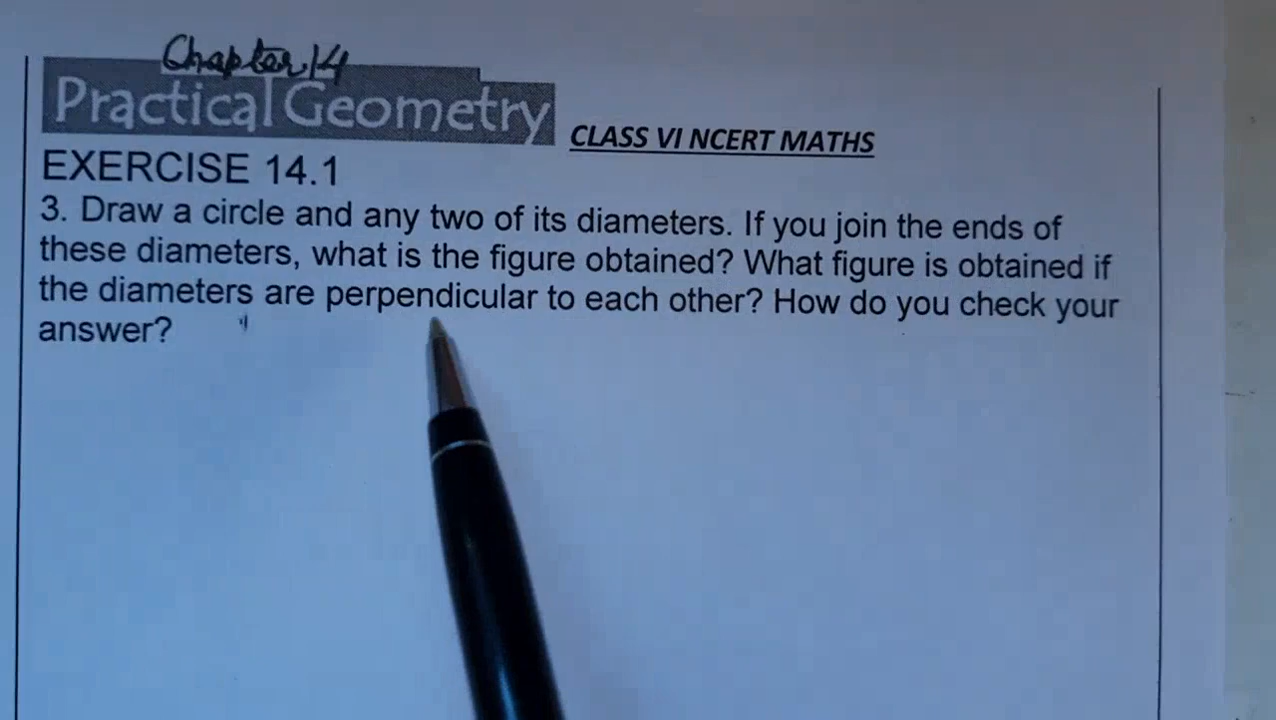 Chapter 14
Practical Geometry
CLASS VI NCERT MATHS
EXERCISE 14.1
3. Draw a circle and any two of its diameters. If you join the ends of
these diameters, what is the figure obtained? What figure is obtained if
the diameters are perpendicular to each other? How do you check your
answer?